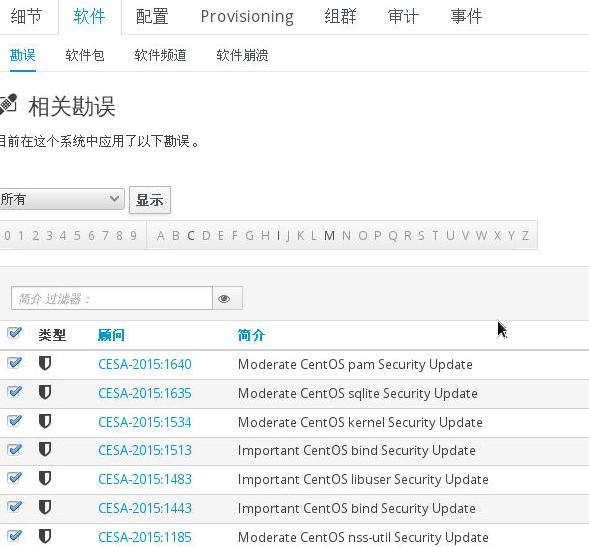 细节 软件 配置 Provisioning 组群 审计 事件
勘误 软件包 软件频道 软件崩溃
相关勘误
目前在这个系统中应用了以下勘误。
所有 显示
0 1 2 3 4 5 6 7 8 9 A B C D E F G H I J K L M N O P Q R S T U V W X Y Z
简介 过滤器：
类型 顾问 简介
CESA-2015:1640 Moderate CentOS pam Security Update
CESA-2015:1635 Moderate CentOS sqlite Security Update
CESA-2015:1534 Moderate CentOS kernel Security Update
CESA-2015:1513 Important CentOS bind Security Update
CESA-2015:1483 Important CentOS libuser Security Update
CESA-2015:1443 Important CentOS bind Security Update
CESA-2015:1185 Moderate CentOS nss-util Security Update